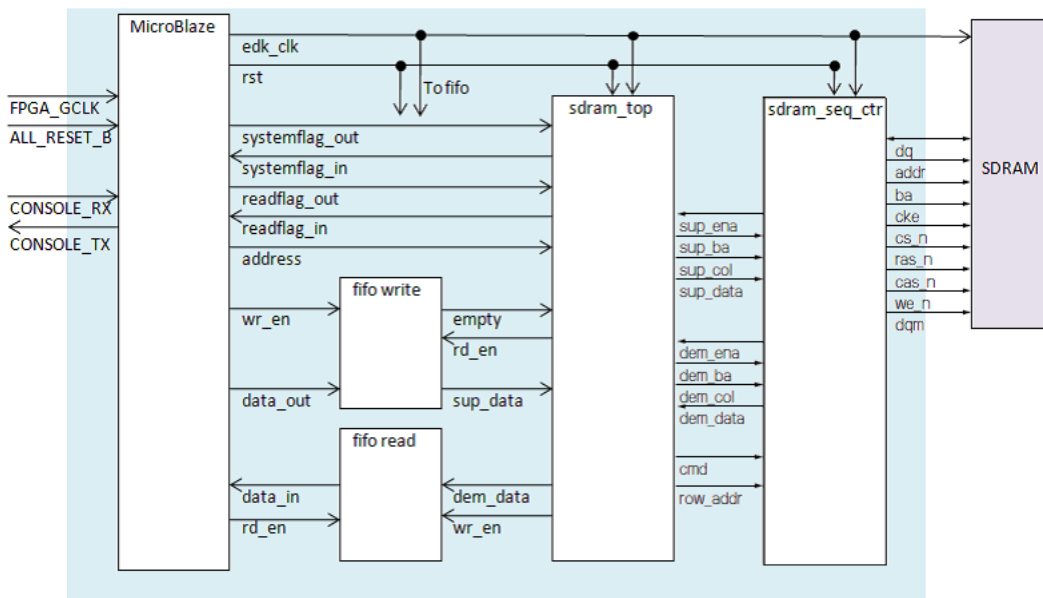 MicroBlaze
edk_clk
rst
To fifo
FPGA_GCLK
ALL_RESET_B
CONSOLE_RX
CONSOLE_TX
systemflag_out
systemflag_in
readflag_out
readflag_in
address
fifo write
wr_en
data_out
empty
rd_en
sup_data
fifo read
data_in
rd_en
dem_data
wr_en
sdram_top
sup_ena
sup_ba
sup_col
sup_data
dem_ena
dem_ba
dem_col
dem_data
cmd
row_addr
sdram_seq_ctr
dq
addr
ba
cke
cs_n
ras_n
cas_n
we_n
dqm
SDRAM